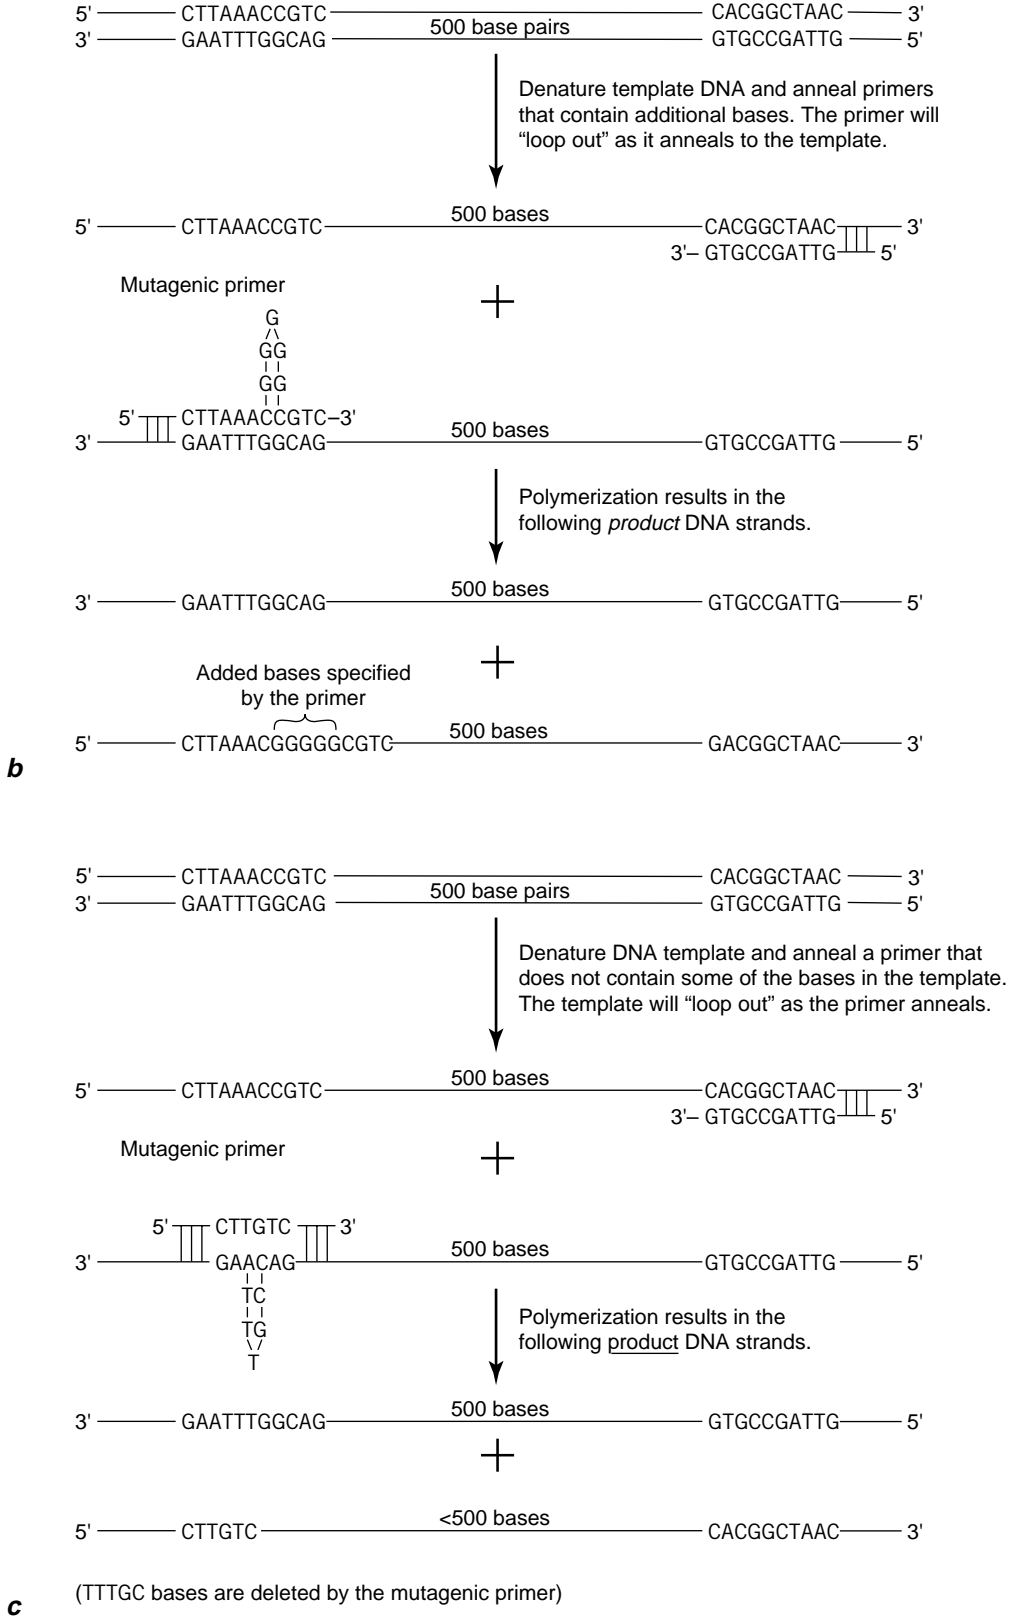 5' CTTAAACCGTC CACGGCTAAC 3'
500 base pairs
3' GAATTTGGCAG GTGCCGATTG 5'
Denature template DNA and anneal primers
that contain additional bases. The primer will
“loop out” as it anneals to the template.
500 bases
5' CTTAAACCGTC CACGGCTAAC 3'
3'– GTGCCGATTG 5'
Mutagenic primer
+
G
GG
GG
5' CTTAAACCGTC–3'
500 bases
3' GAATTTGGCAG GTGCCGATTG 5'
Polymerization results in the
following product DNA strands.
500 bases
3' GAATTTGGCAG GTGCCGATTG 5'
+
Added bases specified
by the primer
500 bases
5' CTTAAACGGGGGCGTC GACGGCTAAC 3'
b
5' CTTAAACCGTC CACGGCTAAC 3'
500 base pairs
3' GAATTTGGCAG GTGCCGATTG 5'
Denature DNA template and anneal a primer that
does not contain some of the bases in the template.
The template will “loop out” as the primer anneals.
500 bases
5' CTTAAACCGTC CACGGCTAAC 3'
3'– GTGCCGATTG 5'
Mutagenic primer
+
5' CTTGTC 3'
500 bases
3' GAACAG GTGCCGATTG 5'
TC
TG
T
Polymerization results in the
following product DNA strands.
500 bases
3' GAATTTGGCAG GTGCCGATTG 5'
+
<500 bases
5' CTTGTC CACGGCTAAC 3'
(TTTGC bases are deleted by the mutagenic primer)
c